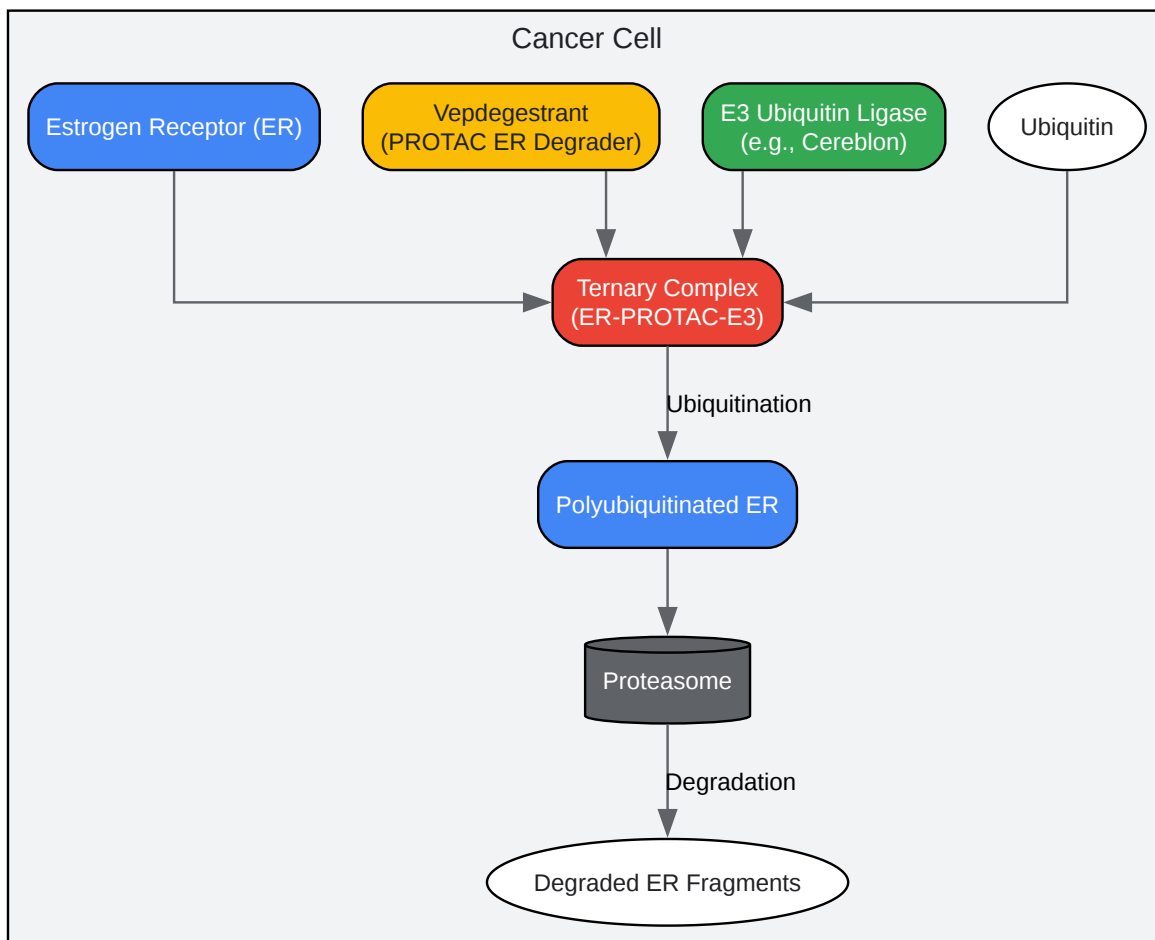 Cancer Cell
Estrogen Receptor (ER)
Vepdegestrant
(PROTAC ER Degrader)
E3 Ubiquitin Ligase
(e.g., Cereblon)
Ubiquitin
Ternary Complex
(ER-PROTAC-E3)
Ubiquitination
Polyubiquitinated ER
Proteasome
Degradation
Degraded ER Fragments